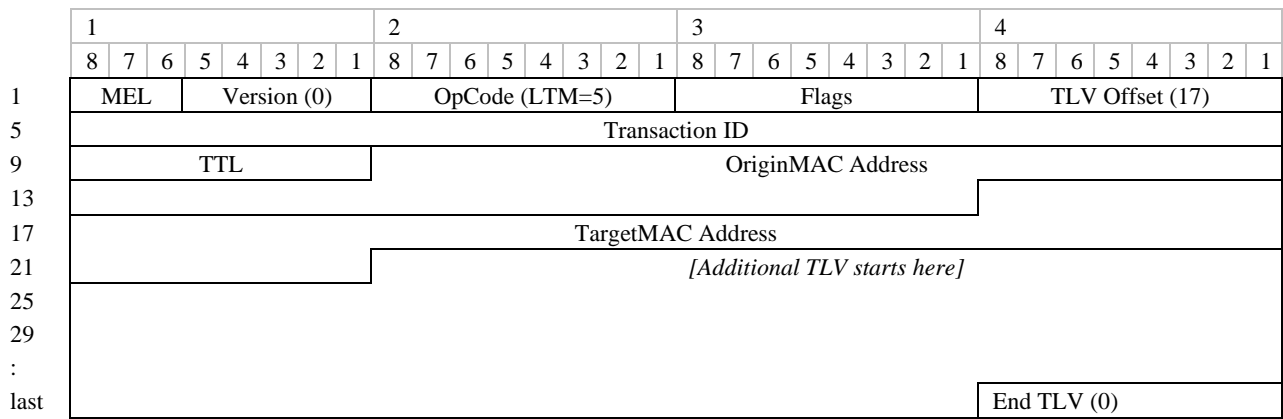 1 2 3 4
8 7 6 5 4 3 2 1 8 7 6 5 4 3 2 1 8 7 6 5 4 3 2 1 8 7 6 5 4 3 2 1
1 MEL Version (0) OpCode (LTM=5) Flags TLV Offset (17)
5 Transaction ID
9 TTL OriginMAC Address
13
17 TargetMAC Address
21 [Additional TLV starts here]
25
29
:
last End TLV (0)